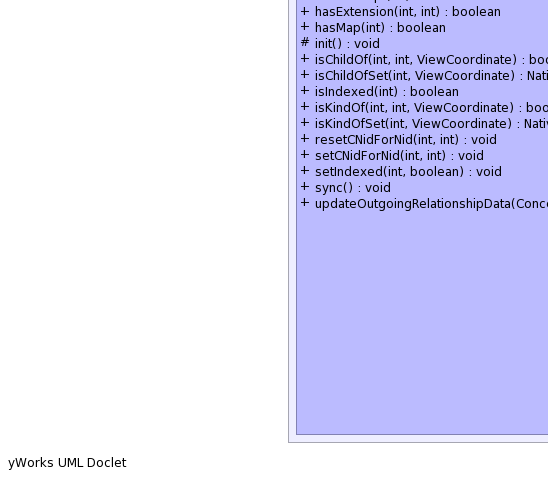 + hasExtension(int, int) : boolean
+ hasMap(int) : boolean
# init() : void
+ isChildOf(int, int, ViewCoordinate) : boo
+ isChildOfSet(int, ViewCoordinate) : Nati
+ isIndexed(int) : boolean
+ isKindOf(int, int, ViewCoordinate) : boo
+ isKindOfSet(int, ViewCoordinate) : Nativ
+ resetCNidForNid(int, int) : void
+ setCNidForNid(int, int) : void
+ setIndexed(int, boolean) : void
+ sync() : void
+ updateOutgoingRelationshipData(Conc
yWorks UML Doclet